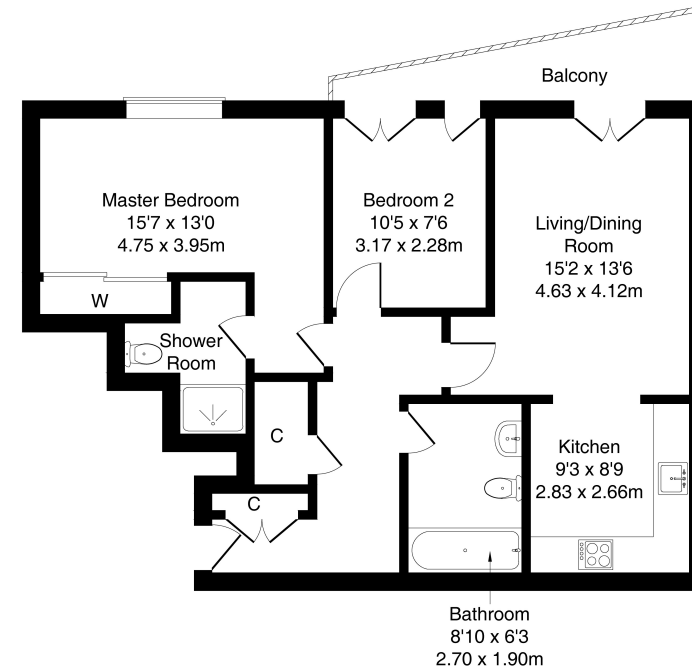 Balcony
Master Bedroom
15'7 x 13'0
4.75 x 3.95m
Bedroom 2
10'5 x 7'6
3.17 x 2.28m
Living/Dining
Room
15'2 x 13'6
4.63 x 4.12m
W
Shower
Room
C
Kitchen
9'3 x 8'9
2.83 x 2.66m
C
Bathroom
8'10 x 6'3
2.70 x 1.90m